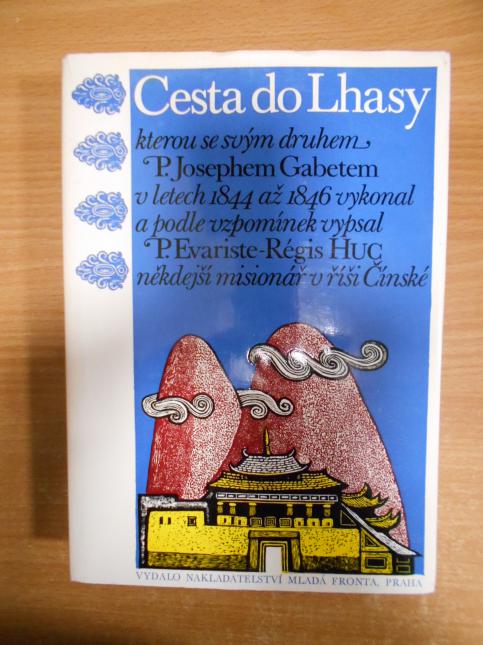 Cesta do Lhasy
kterou se svým druhem
P. Josephem Gabetem
v letech 1844 až 1846 vykonal
a podle vzpomínek vypsal
P. Evariste-Régis HUC
někdejší misionář v říši Čínské
VYDALO NAKLADATELSTVÍ MLADÁ FRONTA, PRAHA